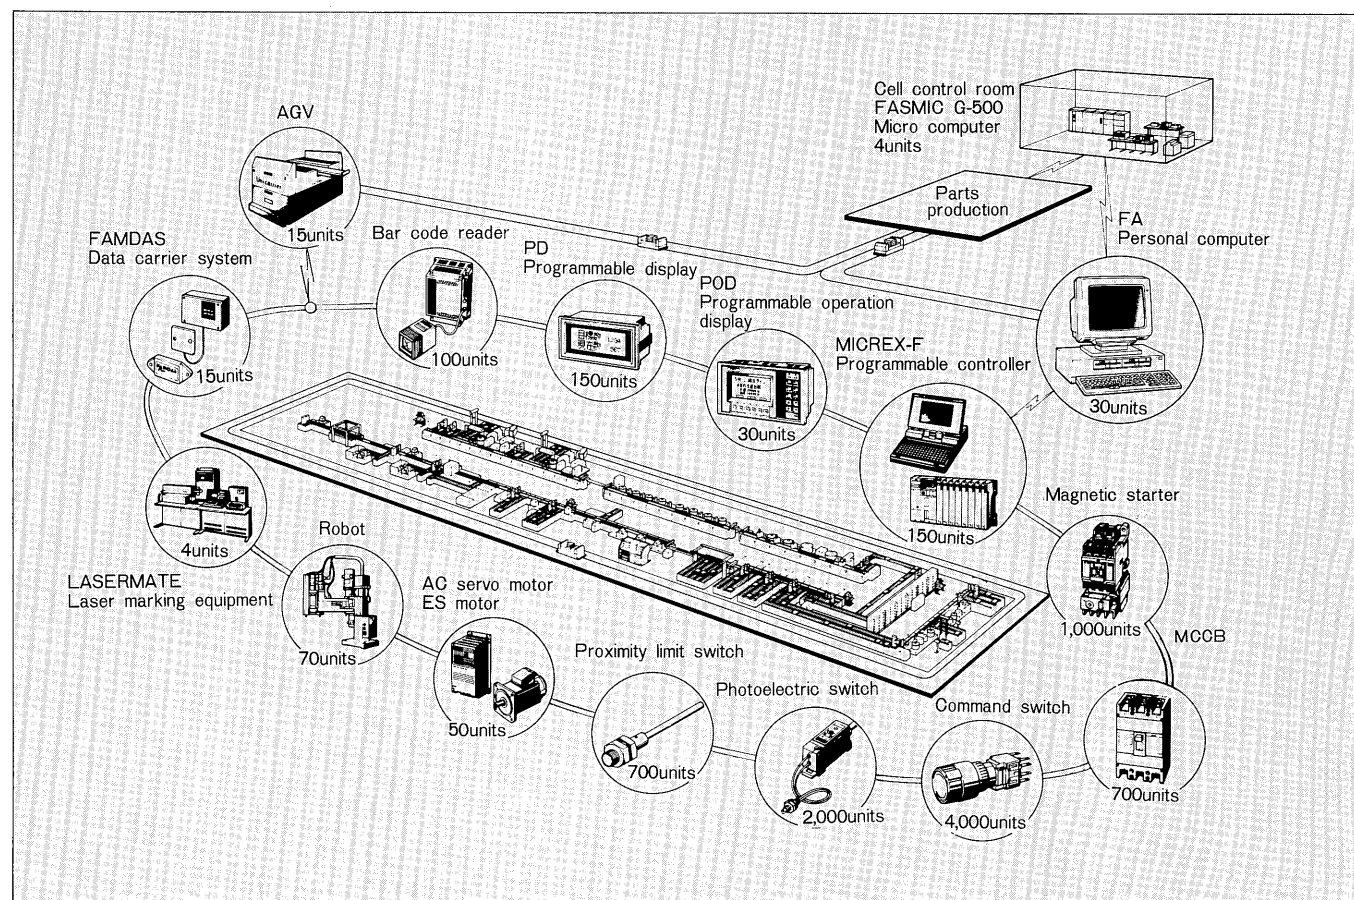 Cell control room
FASMIC G-500
Micro computer
4units
AGV
15units
Parts
production
FA
Personal computer
30units
FAMDAS
Data carrier system
15units
Bar code reader
100units
PD
Programmable display
150units
POD
Programmable operation
display
30units
MICREX-F
Programmable controller
150units
Magnetic starter
1,000units
MCCB
700units
4units
LASERMATE
Laser marking equipment
Robot
70units
AC servo motor
ES motor
50units
Proximity limit switch
700units
Photoelectric switch
2,000units
Command switch
4,000units